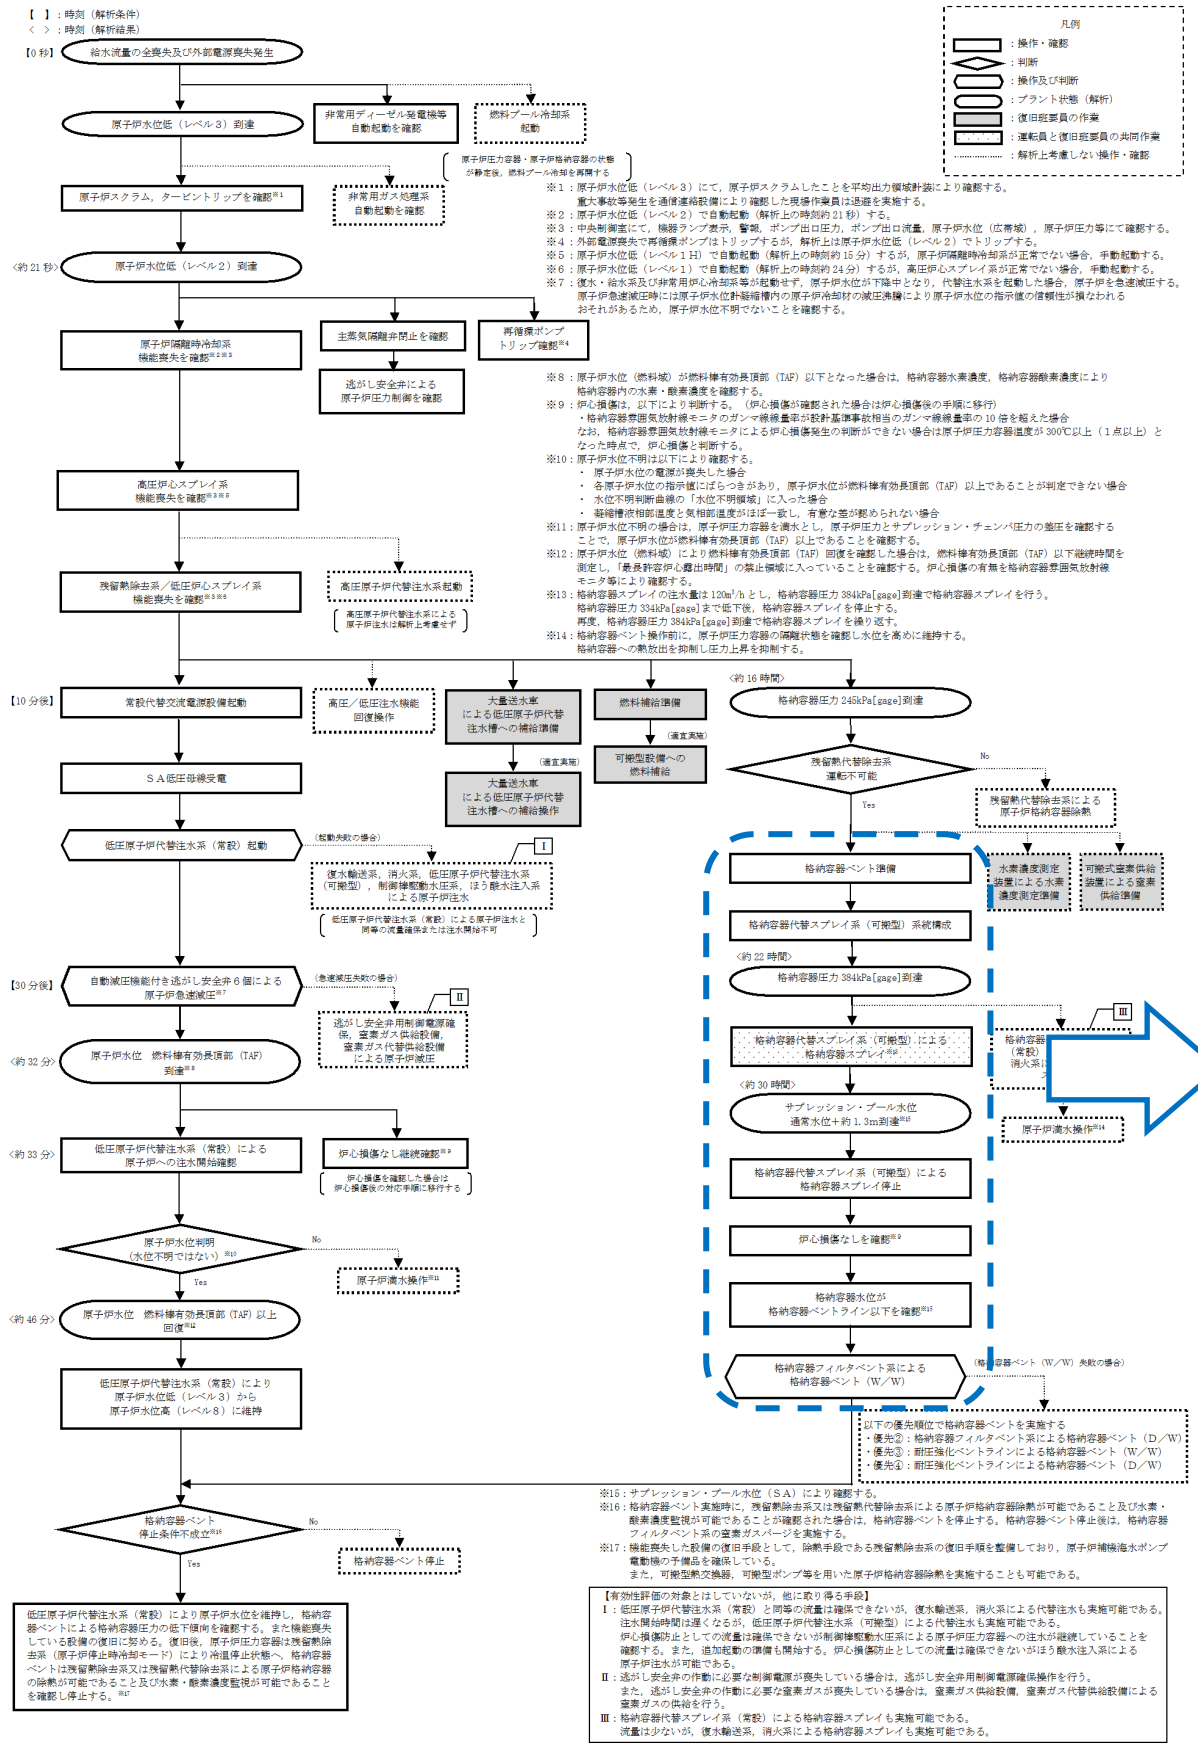 【　】：時刻（解析条件）
＜　＞：時刻（解析結果）
凡例
：操作・確認
：判断
：操作及び判断
：プラント状態（解析）
：復旧班要員の作業
：運転員と復旧班要員の共同作業
：解析上考慮しない操作・確認
【0秒】
給水流量の全喪失及び外部電源喪失発生
原子炉水位低（レベル３）到達
非常用ディーゼル発電機等
自動起動を確認
燃料プール冷却系
起動
原子炉圧力容器・原子炉格納容器の状態
が静定後，燃料プール冷却を再開する
原子炉スクラム，タービントリップを確認※1
非常用ガス処理系
自動起動を確認
※１：原子炉水位低（レベル３）にて，原子炉スクラムしたことを平均出力領域計装により確認する。
重大事故等発生を通信連絡設備により確認した現場作業員は退避を実施する。
※２：原子炉水位低（レベル２）で自動起動（解析上の時刻約21秒）する。
※３：中央制御室にて，機器ランプ表示，警報，ポンプ出口圧力，ポンプ出口流量，原子炉水位（広帯域），原子炉圧力等にて確認する。
※４：外部電源喪失で再循環ポンプはトリップするが，解析上は原子炉水位低（レベル２）でトリップする。
※５：原子炉水位低（レベル１Ｈ）で自動起動（解析上の時刻約15分）するが，原子炉隔離時冷却系が正常でない場合，手動起動する。
※６：原子炉水位低（レベル１）で自動起動（解析上の時刻約24分）するが，高圧炉心スプレイ系が正常でない場合，手動起動する。
※７：復水・給水系及び非常用炉心冷却系等が起動せず，原子炉水位が下降中となり，代替注水系を起動した場合，原子炉を急速減圧する。
原子炉急速減圧時には原子炉水位計凝縮槽内の原子炉冷却材の減圧沸騰により原子炉水位の指示値の信頼性が損なわれる
おそれがあるため，原子炉水位不明でないことを確認する。
＜約21秒＞
原子炉水位低（レベル２）到達
原子炉隔離時冷却系
機能喪失を確認※2※3
主蒸気隔離弁閉止を確認
再循環ポンプ
トリップ確認※4
逃がし安全弁による
原子炉圧力制御を確認
※８：原子炉水位（燃料域）が燃料棒有効長頂部（TAF）以下となった場合は，格納容器水素濃度，格納容器酸素濃度により
格納容器内の水素・酸素濃度を確認する。
※９：炉心損傷は，以下により判断する。（炉心損傷が確認された場合は炉心損傷後の手順に移行）
・格納容器雰囲気放射線モニタのガンマ線線量率が設計基準事故相当のガンマ線線量率の10倍を超えた場合
なお，格納容器雰囲気放射線モニタによる炉心損傷発生の判断ができない場合は原子炉圧力容器温度が300℃以上（１点以上）と
なった時点で，炉心損傷と判断する。
※10：原子炉水位不明は以下により確認する。
・　原子炉水位の電源が喪失した場合
・　各原子炉水位の指示値にばらつきがあり，原子炉水位が燃料棒有効長頂部（TAF）以上であることが判定できない場合
・　水位不明判断曲線の「水位不明領域」に入った場合
・　凝縮槽液相部温度と気相部温度がほぼ一致し，有意な差が認められない場合
※11：原子炉水位不明の場合は，原子炉圧力容器を満水とし，原子炉圧力とサプレッション・チェンバ圧力の差圧を確認する
ことで，原子炉水位が燃料棒有効長頂部（TAF）以上であることを確認する。
※12：原子炉水位（燃料域）により燃料棒有効長頂部（TAF）回復を確認した場合は，燃料棒有効長頂部（TAF）以下継続時間を
測定し，「最長許容炉心露出時間」の禁止領域に入っていることを確認する。炉心損傷の有無を格納容器雰囲気放射線
モニタ等により確認する。
※13：格納容器スプレイの注水量は120m³/hとし，格納容器圧力384kPa[gage]到達で格納容器スプレイを行う。
格納容器圧力334kPa[gage]まで低下後，格納容器スプレイを停止する。
再度，格納容器圧力384kPa[gage]到達で格納容器スプレイを繰り返す。
※14：格納容器ベント操作前に，原子炉圧力容器の隔離状態を確認し水位を高めに維持する。
格納容器への熱放出を抑制し圧力上昇を抑制する。
高圧炉心スプレイ系
機能喪失を確認※3※5
残留熱除去系／低圧炉心スプレイ系
機能喪失を確認※3※6
高圧原子炉代替注水系起動
高圧原子炉代替注水系による
原子炉注水は解析上考慮せず
【10分後】
常設代替交流電源設備起動
高圧／低圧注水機能
回復操作
大量送水車
による低圧原子炉代替
注水槽への補給準備
（適宜実施）
大量送水車
による低圧原子炉代替
注水槽への補給操作
燃料補給準備
（適宜実施）
可搬型設備への
燃料補給
＜約16時間＞
格納容器圧力245kPa[gage]到達
残留熱代替除去系
運転不可能
No
Yes
残留熱代替除去系による
原子炉格納容器除熱
ＳＡ低圧母線受電
低圧原子炉代替注水系（常設）起動
（起動失敗の場合）
Ⅰ
復水輸送系，消火系，低圧原子炉代替注水系
（可搬型），制御棒駆動水圧系，ほう酸水注入系
による原子炉注水
低圧原子炉代替注水系（常設）による原子炉注水と
同等の流量確保または注水開始不可
格納容器ベント準備
水素濃度測定
装置による水素
濃度測定準備
可搬式窒素供給
装置による窒素
供給準備
格納容器代替スプレイ系（可搬型）系統構成
＜約22時間＞
格納容器圧力384kPa[gage]到達
【30分後】
自動減圧機能付き逃がし安全弁６個による
原子炉急速減圧※7
（急速減圧失敗の場合）
Ⅱ
逃がし安全弁用制御電源確
保，窒素ガス供給設備，
窒素ガス代替供給設備
による原子炉減圧
Ⅲ
格納容器代替スプレイ系（可搬型）による
格納容器スプレイ※13
格納容器
（常設）
消火系に
ス
＜約32分＞
原子炉水位　燃料棒有効長頂部（TAF）
到達※8
＜約30時間＞
サプレッション・プール水位
通常水位＋約1.3m到達※15
原子炉満水操作※14
＜約33分＞
低圧原子炉代替注水系（常設）による
原子炉への注水開始確認
炉心損傷なし継続確認※9
炉心損傷を確認した場合は
炉心損傷後の対応手順に移行する
格納容器代替スプレイ系（可搬型）による
格納容器スプレイ停止
炉心損傷なしを確認※9
原子炉水位判明
（水位不明ではない）※10
No
Yes
原子炉満水操作※11
格納容器水位が
格納容器ベントライン以下を確認※15
＜約46分＞
原子炉水位　燃料棒有効長頂部（TAF）以上
回復※12
低圧原子炉代替注水系（常設）により
原子炉水位低（レベル３）から
原子炉水位高（レベル８）に維持
格納容器フィルタベント系による
格納容器ベント（Ｗ／Ｗ）
（格納容器ベント（Ｗ／Ｗ）失敗の場合）
以下の優先順位で格納容器ベントを実施する
・優先②：格納容器フィルタベント系による格納容器ベント（Ｄ／Ｗ）
・優先③：耐圧強化ベントラインによる格納容器ベント（Ｗ／Ｗ）
・優先④：耐圧強化ベントラインによる格納容器ベント（Ｄ／Ｗ）
※15：サプレッション・プール水位（ＳＡ）により確認する。
※16：格納容器ベント実施時に，残留熱除去系又は残留熱代替除去系による原子炉格納容器除熱が可能であること及び水素・
酸素濃度監視が可能であることが確認された場合は，格納容器ベントを停止する。格納容器ベント停止後は，格納容器
フィルタベント系の窒素ガスパージを実施する。
※17：機能喪失した設備の復旧手段として，除熱手段である残留熱除去系の復旧手順を整備しており，原子炉補機海水ポンプ
電動機の予備品を確保している。
また，可搬型熱交換器，可搬型ポンプ等を用いた原子炉格納容器除熱を実施することも可能である。
格納容器ベント
停止条件不成立※16
No
Yes
格納容器ベント停止
低圧原子炉代替注水系（常設）により原子炉水位を維持し，格納容
器ベントによる格納容器圧力の低下傾向を確認する。また機能喪失
している設備の復旧に努める。復旧後，原子炉圧力容器は残留熱除
去系（原子炉停止時冷却モード）により冷温停止状態へ，格納容器
ベントは残留熱除去系又は残留熱代替除去系による原子炉格納容器
の除熱が可能であること及び水素・酸素濃度監視が可能であること
を確認し停止する。※17
【有効性評価の対象とはしていないが，他に取り得る手段】
Ⅰ：低圧原子炉代替注水系（常設）と同等の流量は確保できないが，復水輸送系，消火系による代替注水も実施可能である。
注水開始時間は遅くなるが，低圧原子炉代替注水系（可搬型）による代替注水も実施可能である。
炉心損傷防止としての流量は確保できないが制御棒駆動水圧系による原子炉圧力容器への注水が継続していることを
確認する。また，追加起動の準備も開始する。炉心損傷防止としての流量は確保できないがほう酸水注入系による
原子炉注水が可能である。
Ⅱ：逃がし安全弁の作動に必要な制御電源が喪失している場合は，逃がし安全弁用制御電源確保操作を行う。
また，逃がし安全弁の作動に必要な窒素ガスが喪失している場合は，窒素ガス供給設備，窒素ガス代替供給設備による
窒素ガスの供給を行う。
Ⅲ：格納容器代替スプレイ系（常設）による格納容器スプレイも実施可能である。
流量は少ないが，復水輸送系，消火系による格納容器スプレイも実施可能である。